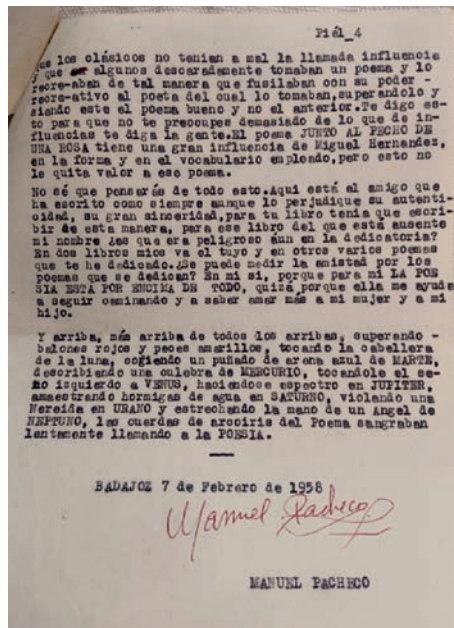 Piél_4
que los clásicos no tenian a mal la llamada influencia
y que algunos descaradamente tomaban un poema y lo
recre-aban de tal manera que fusilaban con su poder -
recre-ativo al poeta del cual lo tomaban,superandolo y
siendo este al poema bueno y no el anterior.Te digo es-
to para que no te preocupes demasiado de lo que de in-
fluencias te diga la gente.El poema JUNTO AL PECHO DE
UNA ROSA tiene una gran influencia de Miguel Hernandez,
en la forma y en el vocabulario empleado,pero esto no
le quita valor a ese poema.
No sé que pensarás de todo esto.Aqui está al amigo que
ha escrito como siempre aunque lo perjudique su autenti-
cidad, su gran sinceridad,para tu libro tenia que escri-
bir de esta manera, para ese libro del que está ausente
mi nombre ¿es que era peligroso áun en la dedicatoria?
En dos libros mios va el tuyo y en otros varios poemas
que te he dedicado.¿Se puede medir la amistad por los
poemas que se dedican? En mi si, porque para mi LA POE
SIA ESTA POR ENCIMA DE TODO, quizá porque ella me ayuda
a seguir caminando y a saber amar más a mi mujer y a mi
hijo.
Y arriba, más arriba de todos los arribas, superando -
balones rojos y peces amarillos, tocando la cabellera
de la luna, cogiendo un puñado de arena azul de MARTE,
describiendo una culebra de MERCURIO, tocandole el se-
no izquierdo a VENUS, haciendose espectro en JUPITER,
amaestrando hormigas de agua en SATURNO, violando una
Nereida en URANO y estrechando la mano de un Angel de
NEPTUNO, las cuerdas de arcoiris del Poema sangraban
lentamente llamando a la POESIA.
BADAJOZ 7 de Febrero de 1958
Manuel Pacheco
MANUEL PACHECO